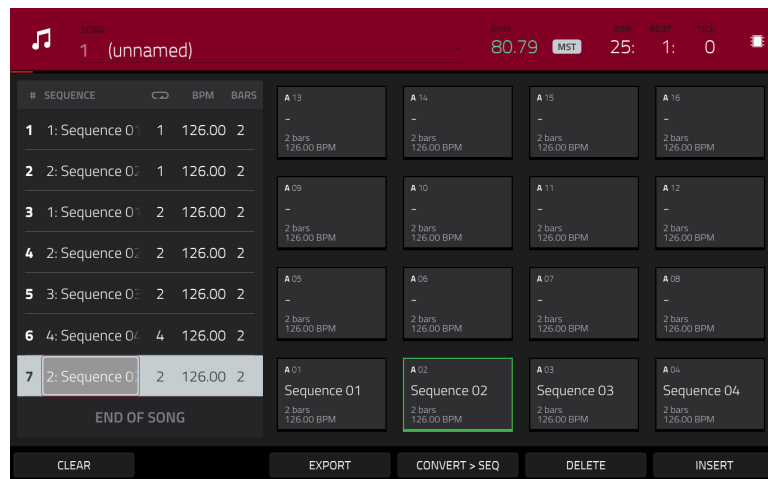 SONG
BPM
BAR BEAT TICK
1 (unnamed)
80.79 MST 25: 1: 0
# SEQUENCE BPM BARS
1 1: Sequence 01 1 126.00 2
2 2: Sequence 02 1 126.00 2
3 1: Sequence 01 2 126.00 2
4 2: Sequence 02 2 126.00 2
5 3: Sequence 03 2 126.00 2
6 4: Sequence 04 4 126.00 2
7 2: Sequence 0 2 126.00 2
END OF SONG
A 13
-
2 bars
126.00 BPM
A 14
-
2 bars
126.00 BPM
A 15
-
2 bars
126.00 BPM
A 16
-
2 bars
126.00 BPM
A 09
-
2 bars
126.00 BPM
A 10
-
2 bars
126.00 BPM
A 11
-
2 bars
126.00 BPM
A 12
-
2 bars
126.00 BPM
A 05
-
2 bars
126.00 BPM
A 06
-
2 bars
126.00 BPM
A 07
-
2 bars
126.00 BPM
A 08
-
2 bars
126.00 BPM
A 01
Sequence 01
2 bars
126.00 BPM
A 02
Sequence 02
2 bars
126.00 BPM
A 03
Sequence 03
2 bars
126.00 BPM
A 04
Sequence 04
2 bars
126.00 BPM
CLEAR
EXPORT
CONVERT > SEQ
DELETE
INSERT